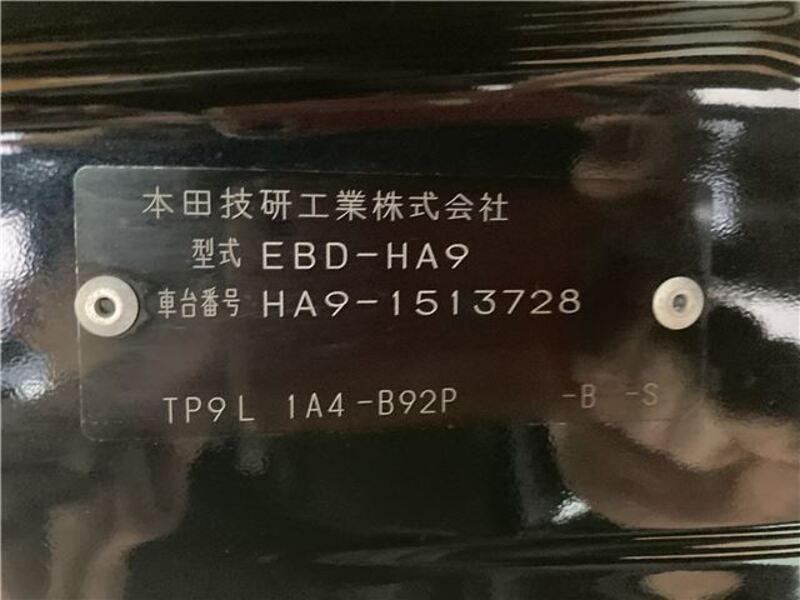 本田技研工業株式会社
型式 EBD-HA9
車台番号 HA9-1513728
TP9L 1A4-B92P -B -S